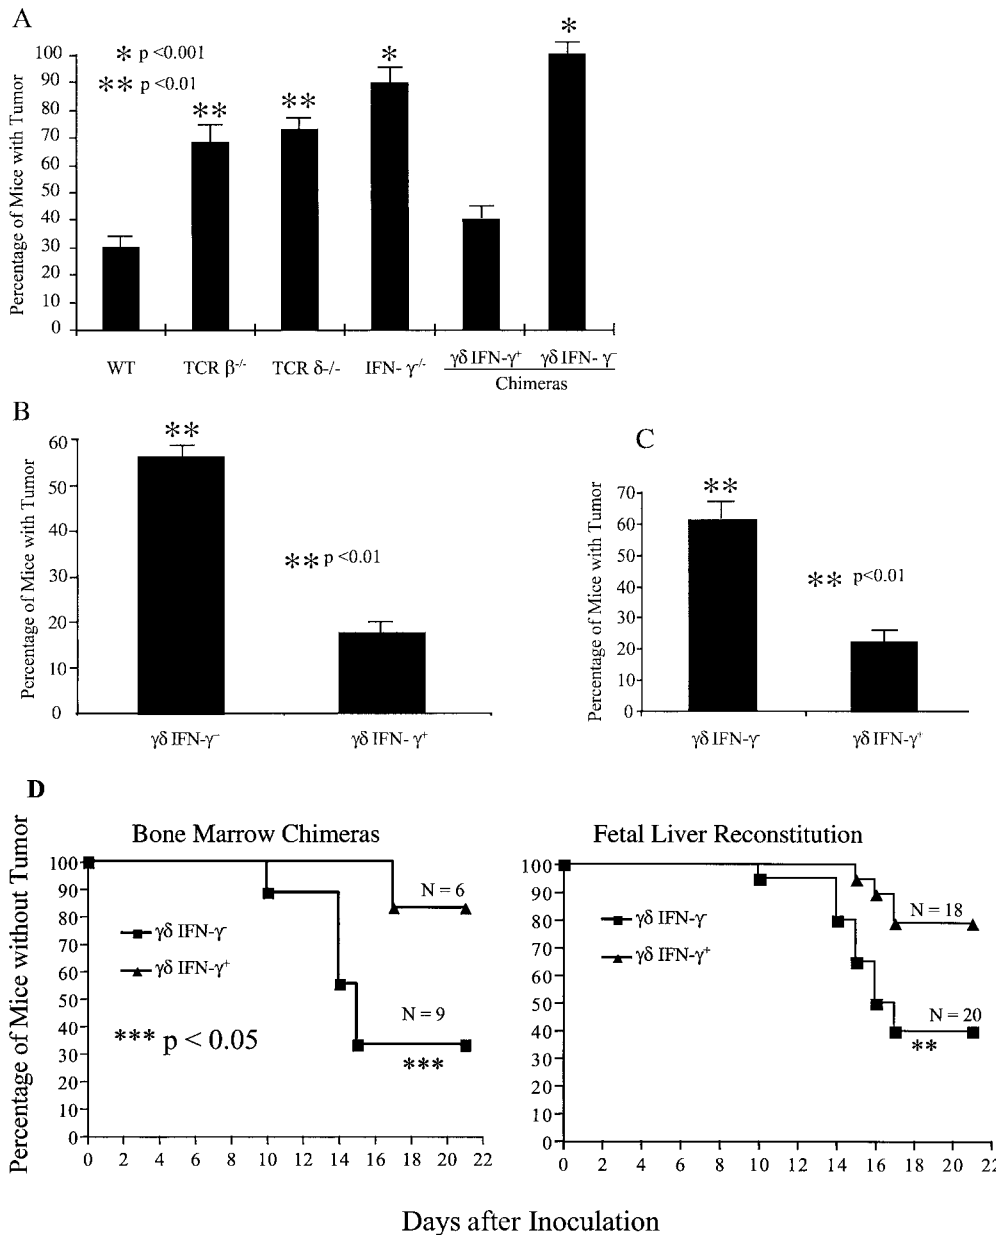 A
Percentage of Mice with Tumor
100
90
80
70
60
50
40
30
20
10
0
* p <0.001
** p <0.01
** ** * *
WT TCR β-/- TCR δ-/- IFN- γ-/- γδ IFN-γ+ γδ IFN- γ-
Chimeras
B
Percentage of Mice with Tumor
60
50
40
30
20
10
0
**
** p <0.01
γδ IFN-γ- γδ IFN- γ+
C
Percentage of Mice with Tumor
70
60
50
40
30
20
10
0
**
** p<0.01
γδ IFN-γ- γδ IFN-γ+
D
Percentage of Mice without Tumor
Bone Marrow Chimeras
100
90
80
70
60
50
40
30
20
10
0
N = 6
γδ IFN-γ-
γδ IFN-γ+
N = 9
*** p < 0.05
***
0 2 4 6 8 10 12 14 16 18 20 22
Fetal Liver Reconstitution
100
90
80
70
60
50
40
30
20
10
0
N = 18
γδ IFN-γ-
γδ IFN-γ+
N = 20
**
0 2 4 6 8 10 12 14 16 18 20 22
Days after Inoculation